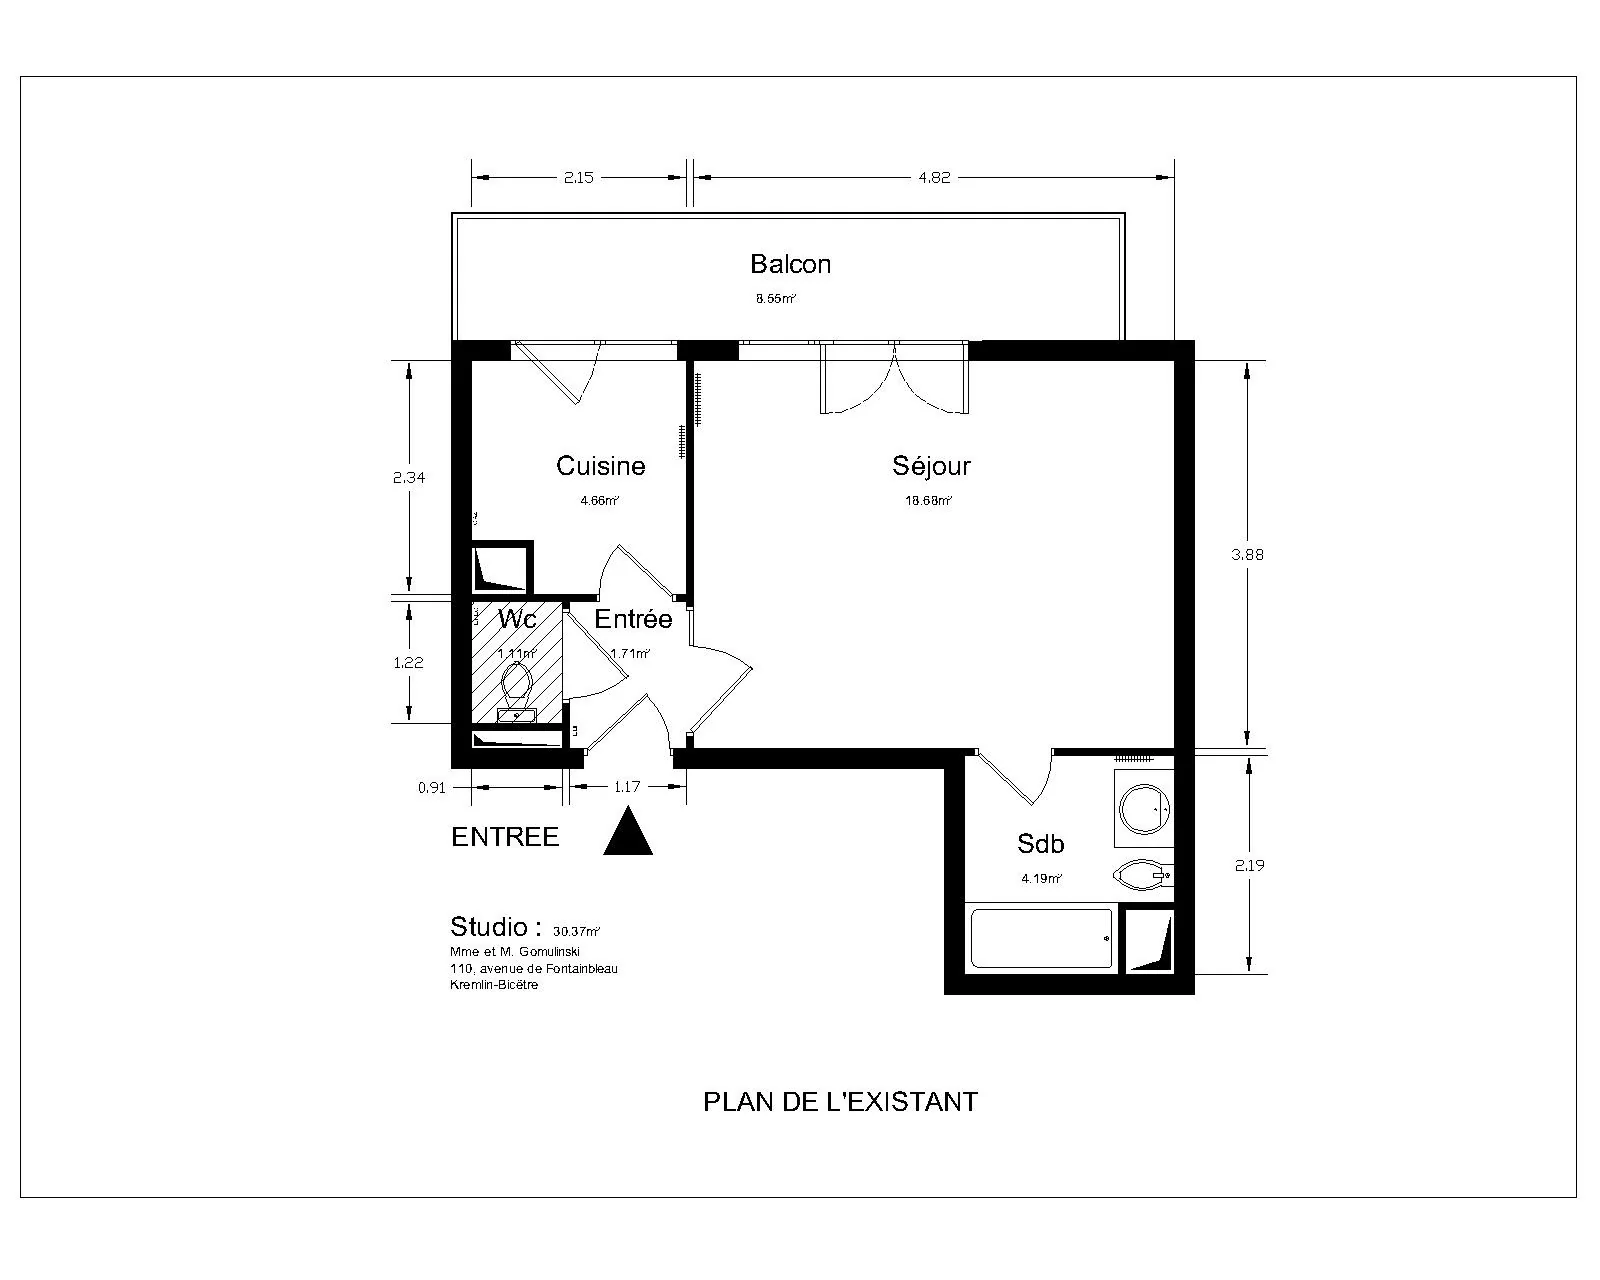 2.15
4.82
Balcon
8.55m²
Cuisine
4.66m²
Séjour
18.68m²
2.34
3.88
Wc
1.11m²
Entrée
1.71m²
1.22
0.91
1.17
ENTREE
Sdb
4.19m²
2.19
Studio : 30.37m²
Mme et M. Gomulinski
110, avenue de Fontainbleau
Kremlin-Bicêtre
PLAN DE L'EXISTANT